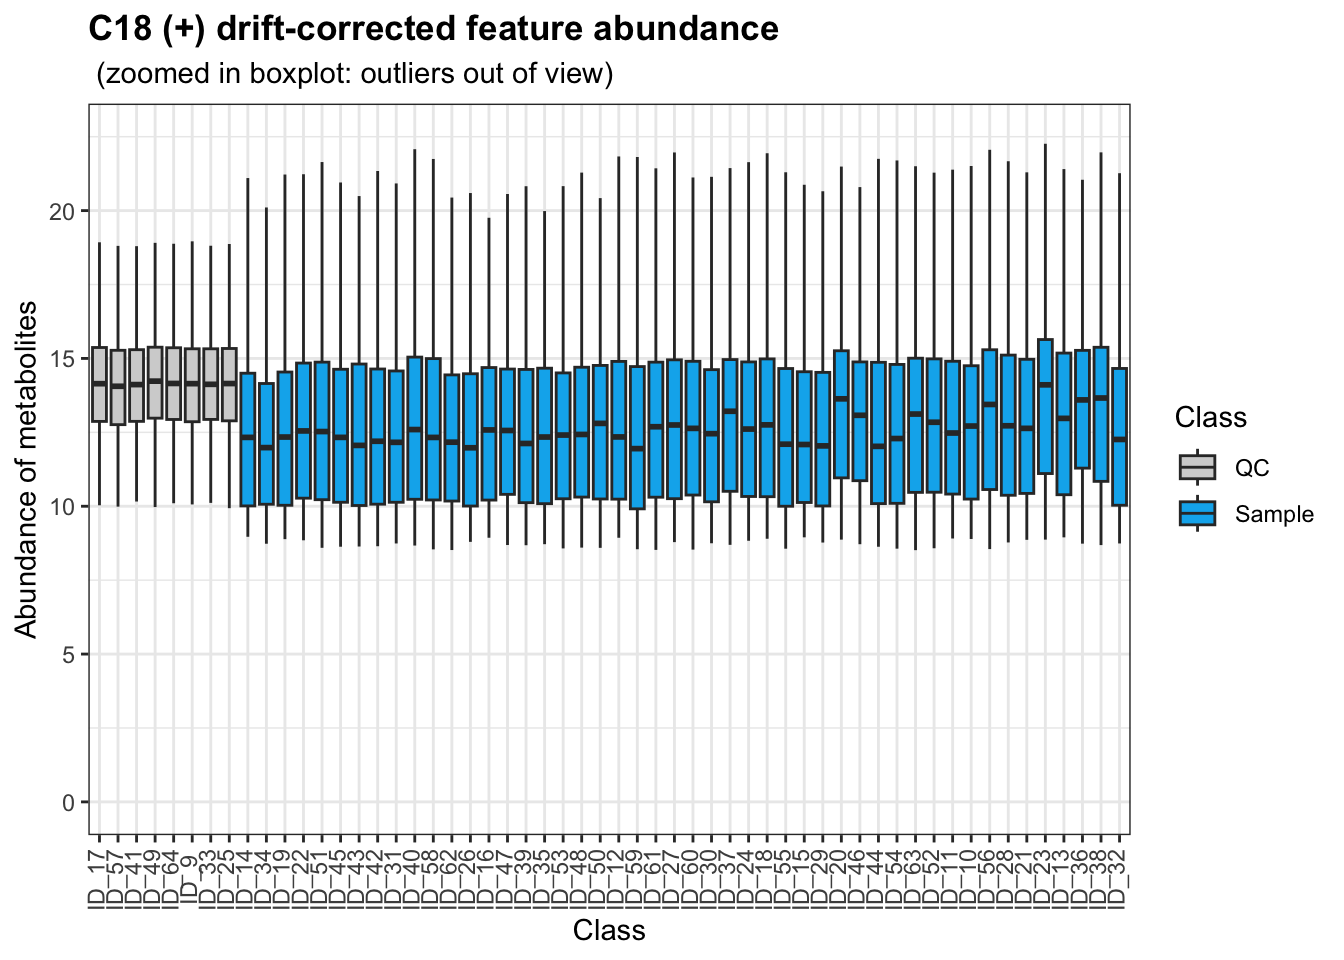 C18 (+) drift-corrected feature abundance
(zoomed in boxplot: outliers out of view)
Abundance of metabolites
20
15
10
5
0
ID_17
ID_57
ID_41
ID_49
ID_64
ID_9
ID_33
ID_25
ID_14
ID_34
ID_19
ID_22
ID_51
ID_45
ID_43
ID_42
ID_31
ID_40
ID_58
ID_62
ID_26
ID_16
ID_47
ID_39
ID_35
ID_53
ID_48
ID_50
ID_12
ID_59
ID_61
ID_27
ID_60
ID_30
ID_37
ID_24
ID_18
ID_55
ID_15
ID_29
ID_20
ID_46
ID_44
ID_54
ID_63
ID_52
ID_11
ID_10
ID_56
ID_28
ID_21
ID_23
ID_13
ID_36
ID_38
ID_32
Class
Class
QC
Sample